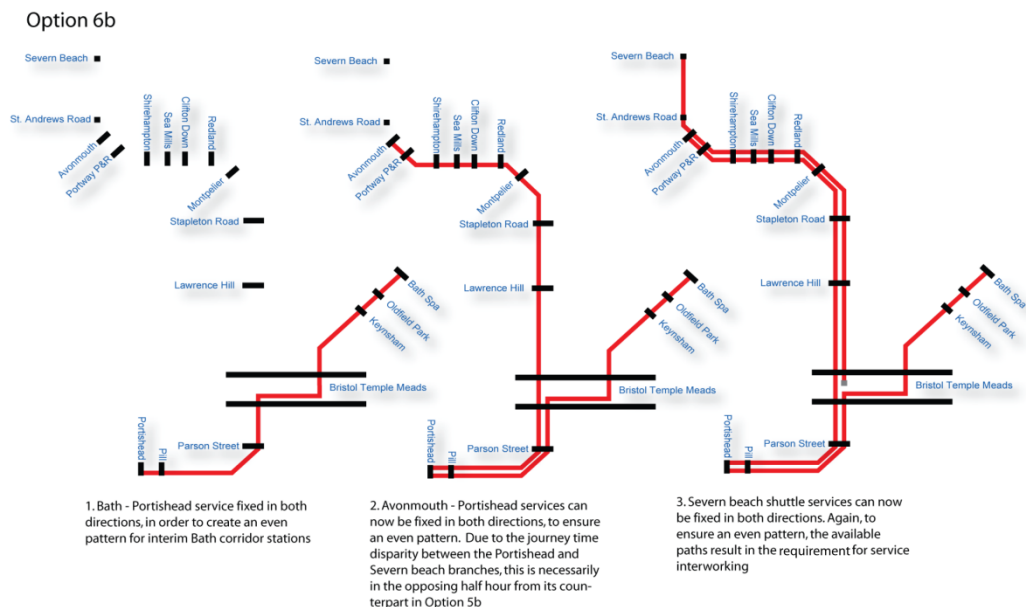 Option 6b
Severn Beach
St. Andrews Road
Avonmouth
Portway P&R
Shirehampton
Sea Mills
Clifton Down
Redland
Montpelier
Stapleton Road
Lawrence Hill
Bath Spa
Oldfield Park
Keynsham
Bristol Temple Meads
Parson Street
Portishead
Pill
1. Bath - Portishead service fixed in both
directions, in order to create an even
pattern for interim Bath corridor stations
Severn Beach
St. Andrews Road
Avonmouth
Portway P&R
Shirehampton
Sea Mills
Clifton Down
Redland
Montpelier
Stapleton Road
Lawrence Hill
Bath Spa
Oldfield Park
Keynsham
Bristol Temple Meads
Parson Street
Portishead
Pill
2. Avonmouth - Portishead services can
now be fixed in both directions, to ensure
an even pattern. Due to the journey time
disparity between the Portishead and
Severn beach branches, this is necessarily
in the opposing half hour from its coun-
terpart in Option 5b
Severn Beach
St. Andrews Road
Avonmouth
Portway P&R
Shirehampton
Sea Mills
Clifton Down
Redland
Montpelier
Stapleton Road
Lawrence Hill
Bath Spa
Oldfield Park
Keynsham
Bristol Temple Meads
Parson Street
Portishead
Pill
3. Severn beach shuttle services can now
be fixed in both directions. Again, to
ensure an even pattern, the available
paths result in the requirement for service
interworking